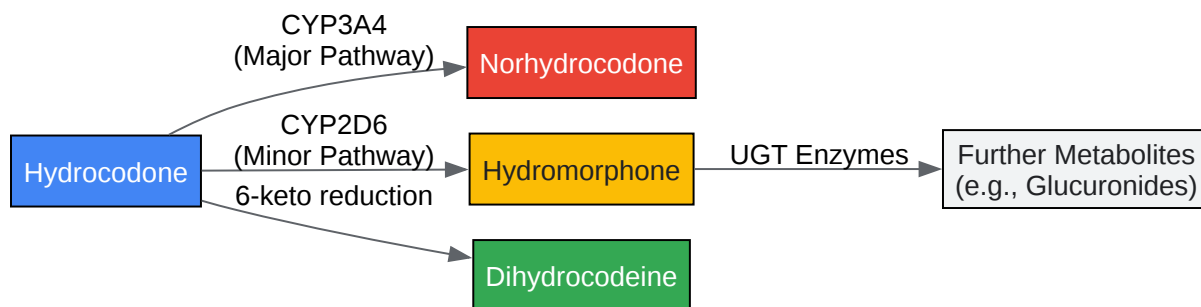 CYP3A4
(Major Pathway)
Norhydrocodone
Hydrocodone
CYP2D6
(Minor Pathway)
Hydromorphone
UGT Enzymes
Further Metabolites
(e.g., Glucuronides)
6-keto reduction
Dihydrocodeine